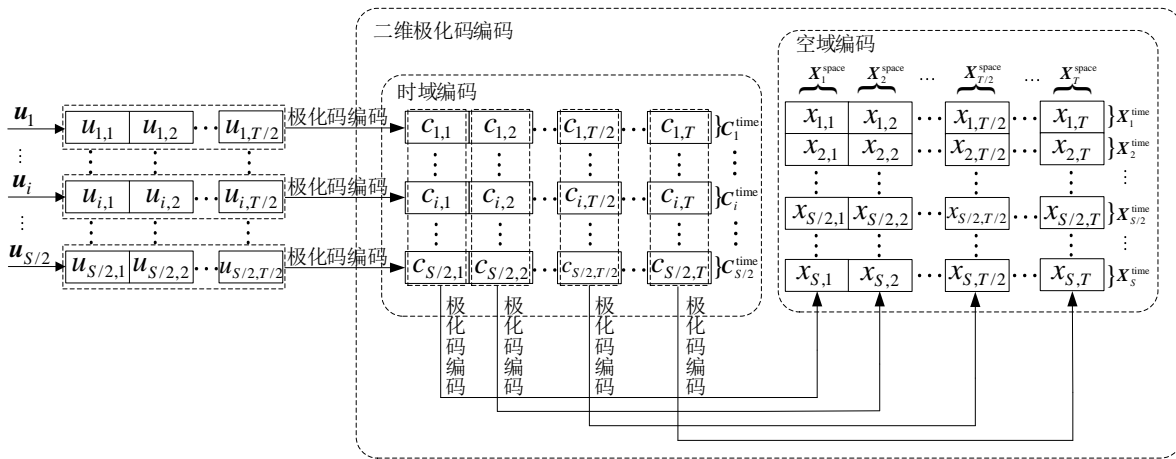 二维极化码编码
空域编码
时域编码
X_1^space X_2^space … X_{T/2}^space … X_T^space
u_1 u_{1,1} u_{1,2} … u_{1,T/2} 极化码编码 c_{1,1} c_{1,2} … c_{1,T/2} … c_{1,T} } C_1^time
x_{1,1} x_{1,2} … x_{1,T/2} … x_{1,T} } X_1^time
x_{2,1} x_{2,2} … x_{2,T/2} … x_{2,T} } X_2^time
u_i u_{i,1} u_{i,2} … u_{i,T/2} 极化码编码 c_{i,1} c_{i,2} … c_{i,T/2} … c_{i,T} } C_i^time
x_{S/2,1} x_{S/2,2} … x_{S/2,T/2} … x_{S/2,T} } X_{S/2}^time
u_{S/2} u_{S/2,1} u_{S/2,2} … u_{S/2,T/2} 极化码编码 c_{S/2,1} c_{S/2,2} … c_{S/2,T/2} … c_{S/2,T} } C_{S/2}^time
x_{S,1} x_{S,2} … x_{S,T/2} … x_{S,T} } X_S^time
极化码编码
极化码编码
极化码编码
极化码编码